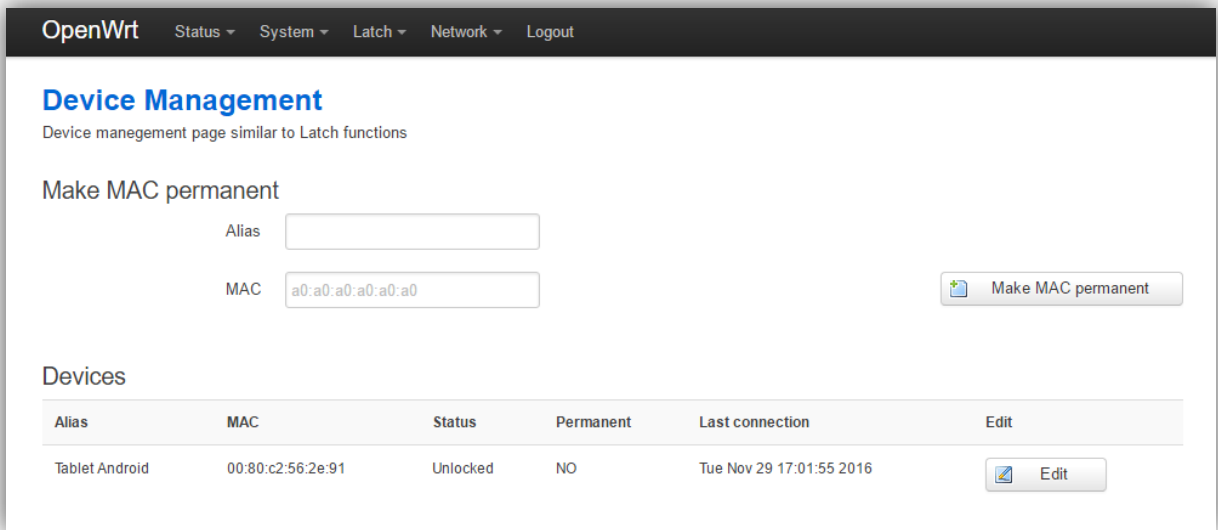 OpenWrt Status System Latch Network Logout
Device Management
Device manegement page similar to Latch functions
Make MAC permanent
Alias
MAC a0:a0:a0:a0:a0:a0 Make MAC permanent
Devices
Alias MAC Status Permanent Last connection Edit
Tablet Android 00:80:c2:56:2e:91 Unlocked NO Tue Nov 29 17:01:55 2016 Edit